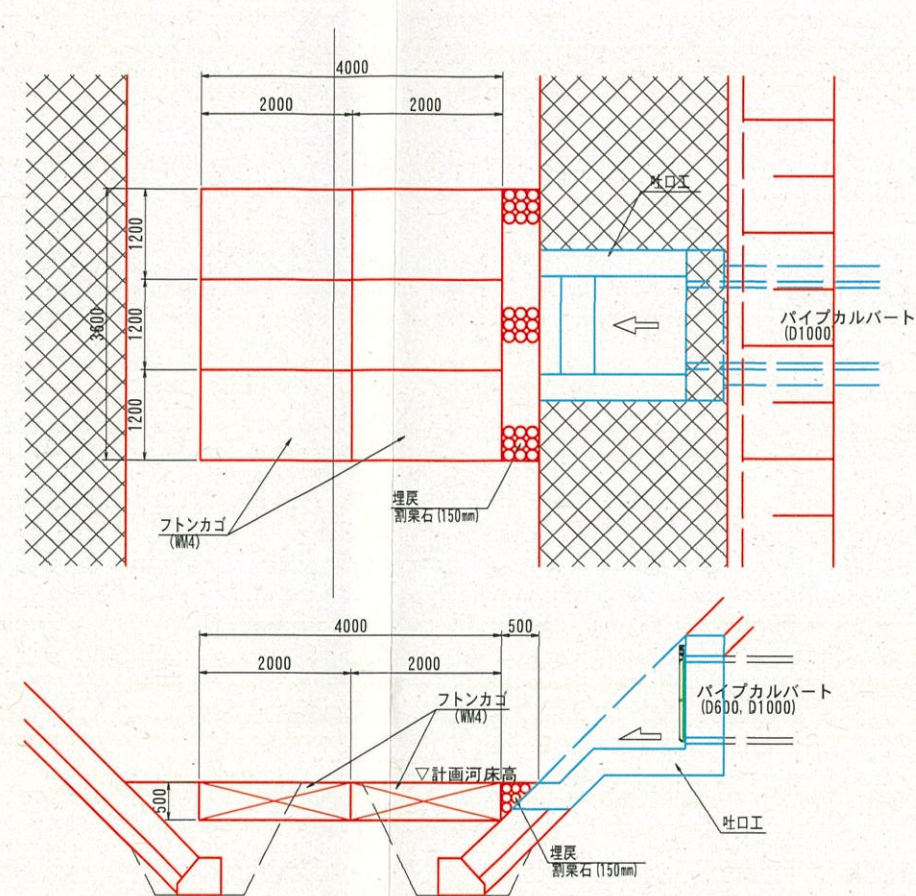 4000
2000
2000
吐口工
1200
1200
1200
3600
パイプカルバート
(D1000)
フトンカゴ
(WM4)
埋戻
割栗石(150mm)
4000
500
2000
2000
フトンカゴ
(WM4)
パイプカルバート
(D600, D1000)
▽計画河床高
500
吐口工
埋戻
割栗石(150mm)